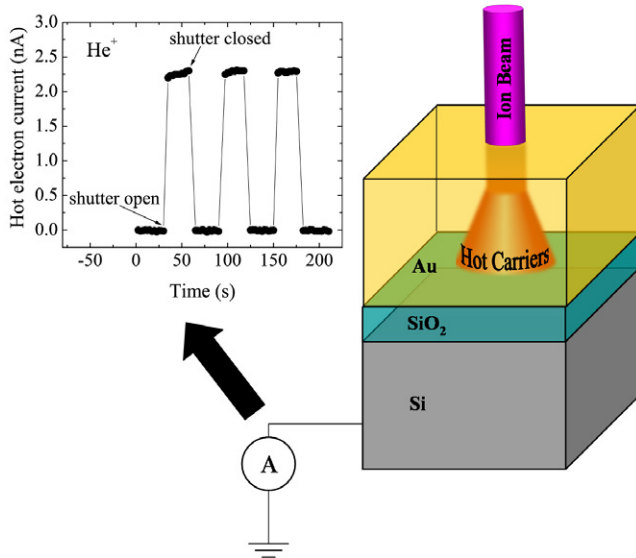 He⁺
shutter closed
shutter open
Hot electron current (nA)
3.0
2.5
2.0
1.5
1.0
0.5
0.0
-50 0 50 100 150 200
Time (s)
Ion Beam
Hot Carriers
Au
SiO₂
Si
A